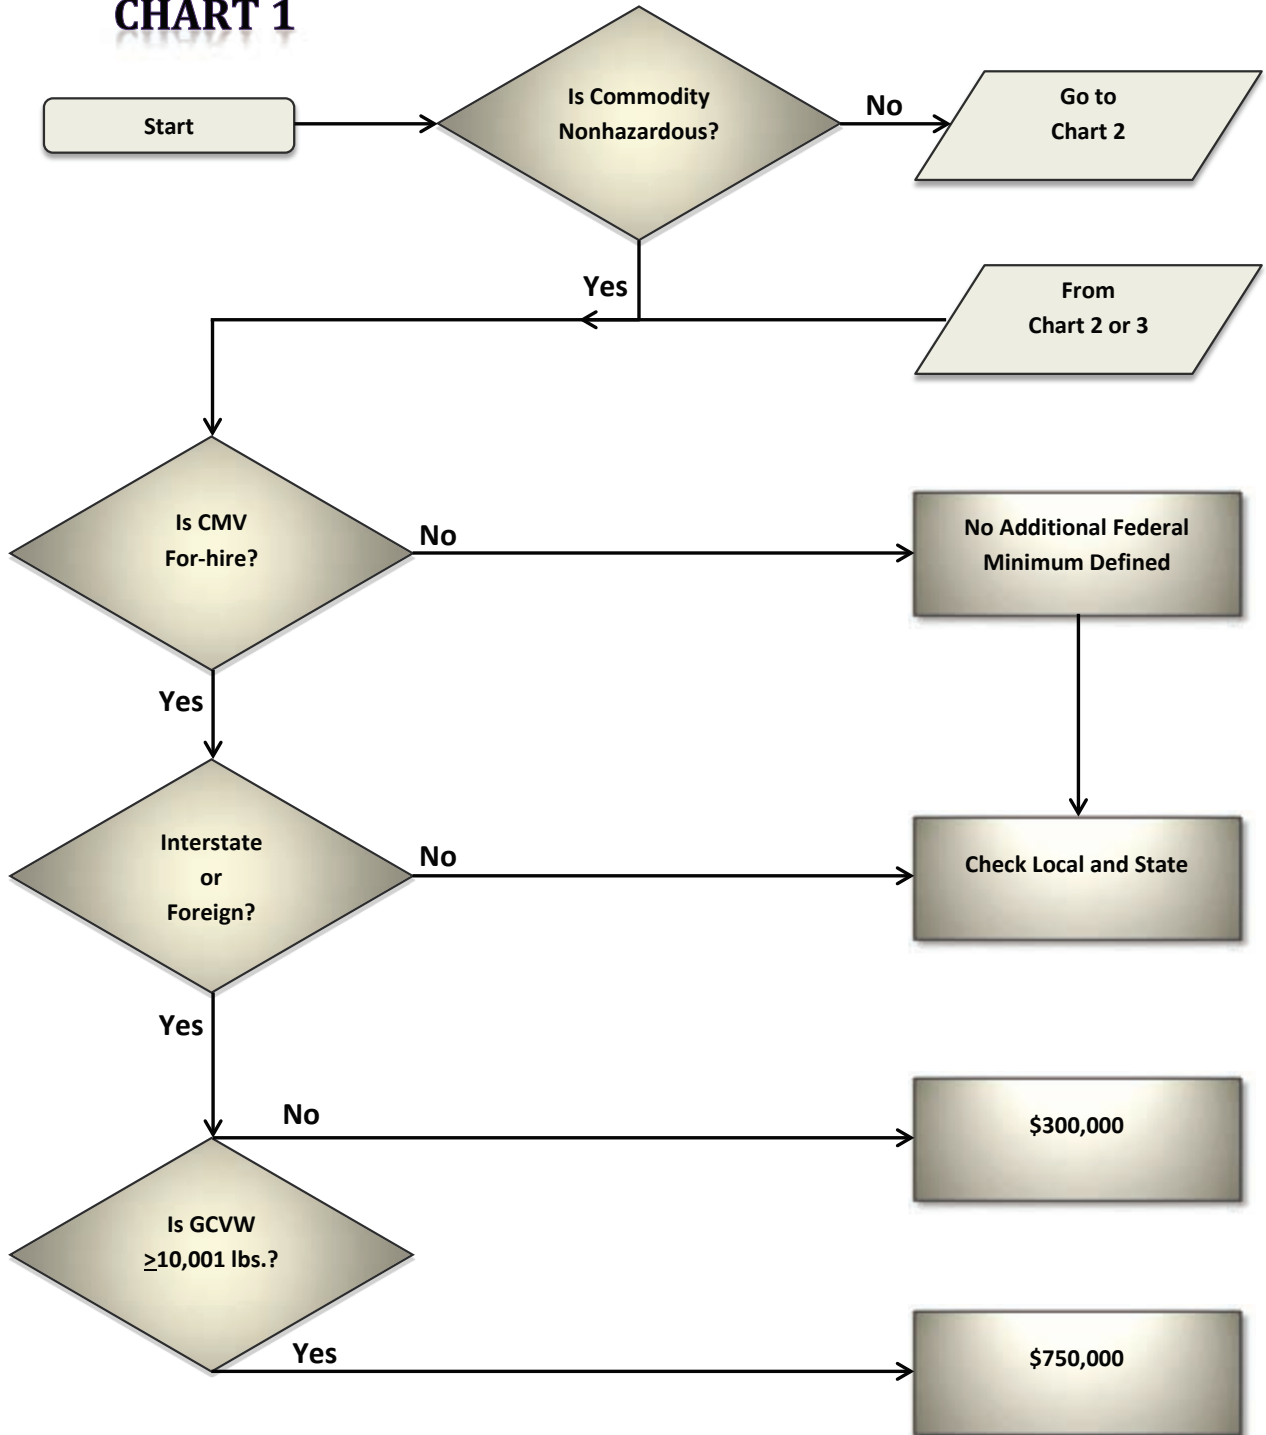 CHART 1
Start
Is Commodity
Nonhazardous?
No
Go to
Chart 2
Yes
From
Chart 2 or 3
Is CMV
For-hire?
No
No Additional Federal
Minimum Defined
Yes
Interstate
or
Foreign?
No
Check Local and State
Yes
No
$300,000
Is GCVW
≥10,001 lbs.?
Yes
$750,000